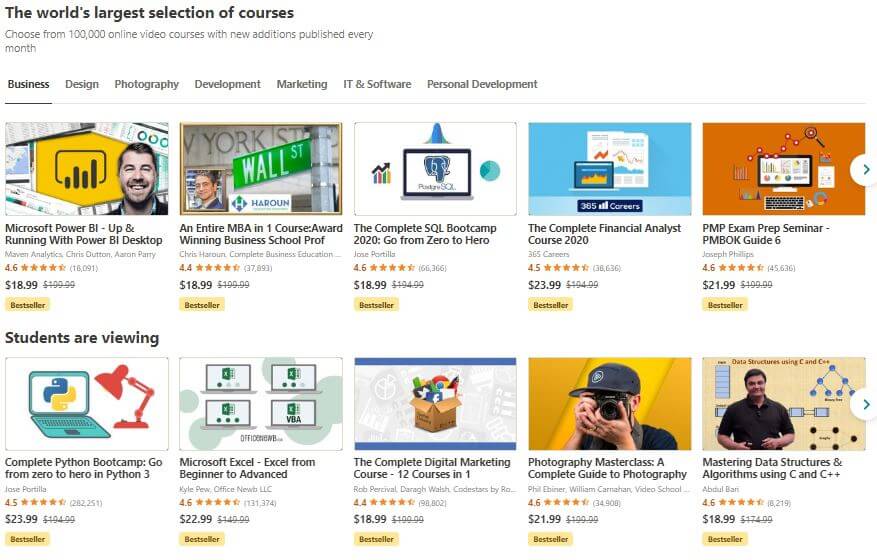 The world's largest selection of courses
Choose from 100,000 online video courses with new additions published every
month
Business Design Photography Development Marketing IT & Software Personal Development
YORK ST
WALL ST
HAROUN
PostgreSQL
365 Careers
Microsoft Power BI - Up &
Running With Power BI Desktop
Maven Analytics, Chris Dutton, Aaron Parry
4.6 (18,091)
$18.99 $199.99
Bestseller
An Entire MBA in 1 Course:Award
Winning Business School Prof
Chris Haroun, Complete Business Education ...
4.4 (37,893)
$18.99 $199.99
Bestseller
The Complete SQL Bootcamp
2020: Go from Zero to Hero
Jose Portilla
4.6 (66,366)
$18.99 $194.99
Bestseller
The Complete Financial Analyst
Course 2020
365 Careers
4.5 (38,636)
$23.99 $194.99
Bestseller
PMP Exam Prep Seminar -
PMBOK Guide 6
Joseph Phillips
4.6 (45,636)
$21.99 $199.99
Bestseller
Students are viewing
VBA
OFFICENEWB
Data Structures using C and C++
Complete Python Bootcamp: Go
from zero to hero in Python 3
Jose Portilla
4.5 (282,251)
$23.99 $194.99
Bestseller
Microsoft Excel - Excel from
Beginner to Advanced
Kyle Pew, Office Newb LLC
4.6 (131,374)
$22.99 $149.99
Bestseller
The Complete Digital Marketing
Course - 12 Courses in 1
Rob Percival, Daragh Walsh, Codestars by Ro...
4.4 (98,802)
$18.99 $199.99
Bestseller
Photography Masterclass: A
Complete Guide to Photography
Phil Ebiner, William Carnahan, Video School ...
4.6 (34,908)
$21.99 $199.99
Bestseller
Mastering Data Structures &
Algorithms using C and C++
Abdul Bari
4.6 (8,219)
$18.99 $174.99
Bestseller